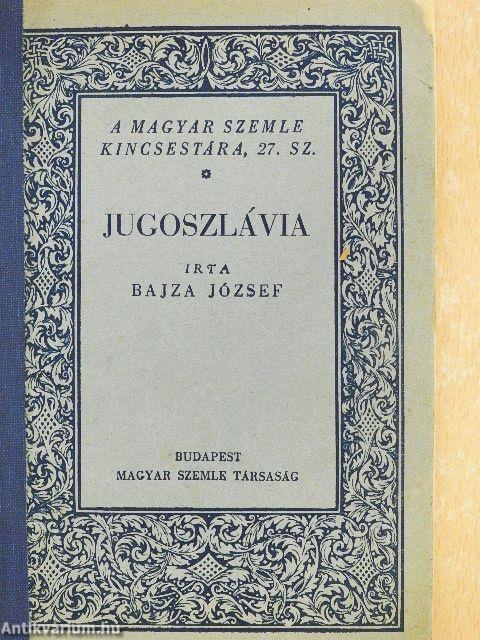 A MAGYAR SZEMLE
KINCSESTÁRA, 27. SZ.
JUGOSZLÁVIA
IRTA
BAJZA JÓZSEF
BUDAPEST
MAGYAR SZEMLE TÁRSASÁG
Antikvarium.hu